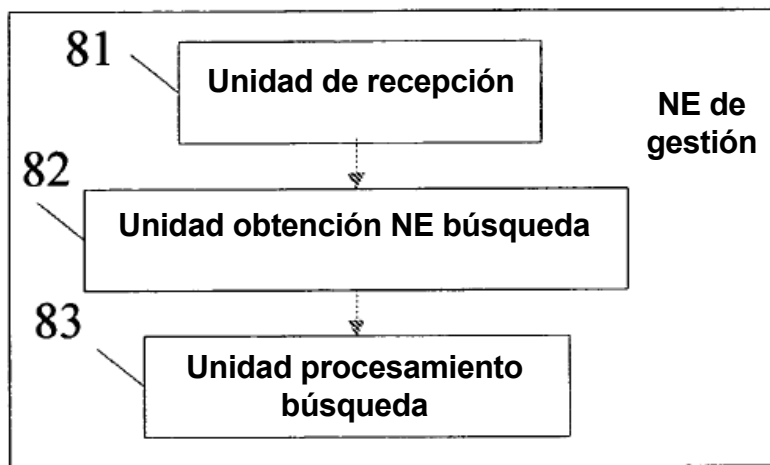 81
Unidad de recepción
NE de
gestión
82
Unidad obtención NE búsqueda
83
Unidad procesamiento
búsqueda